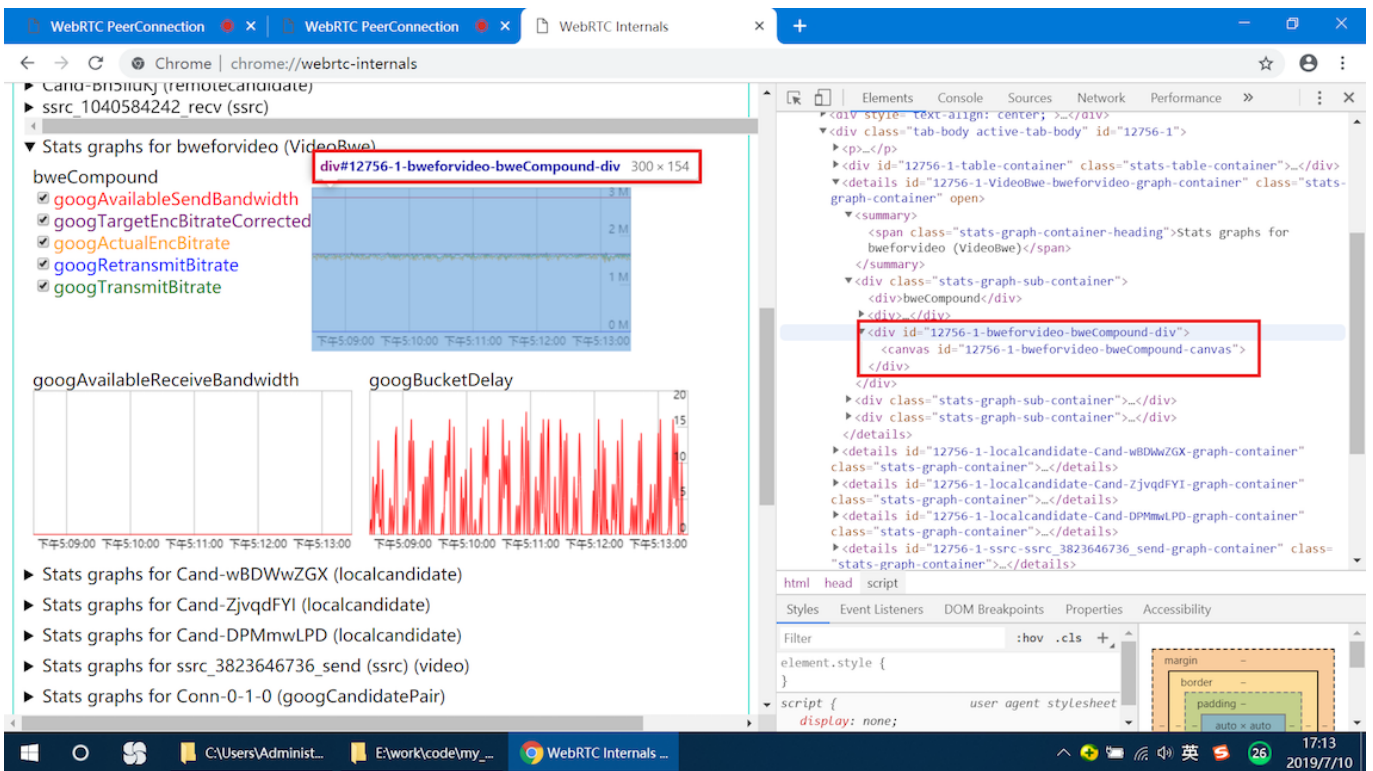 WebRTC PeerConnection
WebRTC PeerConnection
WebRTC Internals
Chrome | chrome://webrtc-internals
Cand-Bn5iluKj (remotecandidate)
ssrc_1040584242_recv (ssrc)
Stats graphs for bweforvideo (VideoBwe)
div#12756-1-bweforvideo-bweCompound-div 300 × 154
bweCompound
googAvailableSendBandwidth
googTargetEncBitrateCorrected
googActualEncBitrate
googRetransmitBitrate
googTransmitBitrate
3 M
2 M
1 M
0 M
下午5:09:00 下午5:10:00 下午5:11:00 下午5:12:00 下午5:13:00
googAvailableReceiveBandwidth
下午5:09:00 下午5:10:00 下午5:11:00 下午5:12:00 下午5:13:00
googBucketDelay
20
15
10
5
0
下午5:09:00 下午5:10:00 下午5:11:00 下午5:12:00 下午5:13:00
Stats graphs for Cand-wBDWwZGX (localcandidate)
Stats graphs for Cand-ZjvqdFYI (localcandidate)
Stats graphs for Cand-DPMmwLPD (localcandidate)
Stats graphs for ssrc_3823646736_send (ssrc) (video)
Stats graphs for Conn-0-1-0 (googCandidatePair)
Elements Console Sources Network Performance »
<div style="text-align: center; >…</div>
<div class="tab-body active-tab-body" id="12756-1">
<p>…</p>
<div id="12756-1-table-container" class="stats-table-container">…</div>
<details id="12756-1-VideoBwe-bweforvideo-graph-container" class="stats-
graph-container" open>
<summary>
<span class="stats-graph-container-heading">Stats graphs for
bweforvideo (VideoBwe)</span>
</summary>
<div class="stats-graph-sub-container">
<div>bweCompound</div>
<div>…</div>
<div id="12756-1-bweforvideo-bweCompound-div">
<canvas id="12756-1-bweforvideo-bweCompound-canvas">
</div>
</div>
<div class="stats-graph-sub-container">…</div>
<div class="stats-graph-sub-container">…</div>
</details>
<details id="12756-1-localcandidate-Cand-wBDWwZGX-graph-container"
class="stats-graph-container">…</details>
<details id="12756-1-localcandidate-Cand-ZjvqdFYI-graph-container"
class="stats-graph-container">…</details>
<details id="12756-1-localcandidate-Cand-DPMmwLPD-graph-container"
class="stats-graph-container">…</details>
<details id="12756-1-ssrc-ssrc_3823646736_send-graph-container" class=
"stats-graph-container">…</details>
html head script
Styles Event Listeners DOM Breakpoints Properties Accessibility
Filter :hov .cls +
element.style {
}
script { user agent stylesheet
display: none;
margin –
border –
padding –
auto × auto
C:\Users\Administ...
E:\work\code\my_...
WebRTC Internals ...
英
26
17:13
2019/7/10